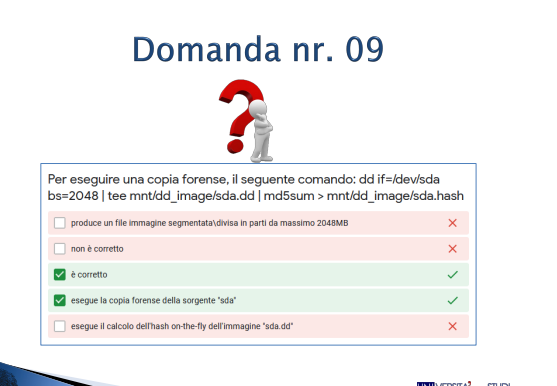 Domanda nr. 09
Per eseguire una copia forense, il seguente comando: dd if=/dev/sda
bs=2048 | tee mnt/dd_image/sda.dd | md5sum > mnt/dd_image/sda.hash
produce un file immagine segmentata\divisa in parti da massimo 2048MB
non è corretto
è corretto
esegue la copia forense della sorgente "sda"
esegue il calcolo dell'hash on-the-fly dell'immagine "sda.dd"